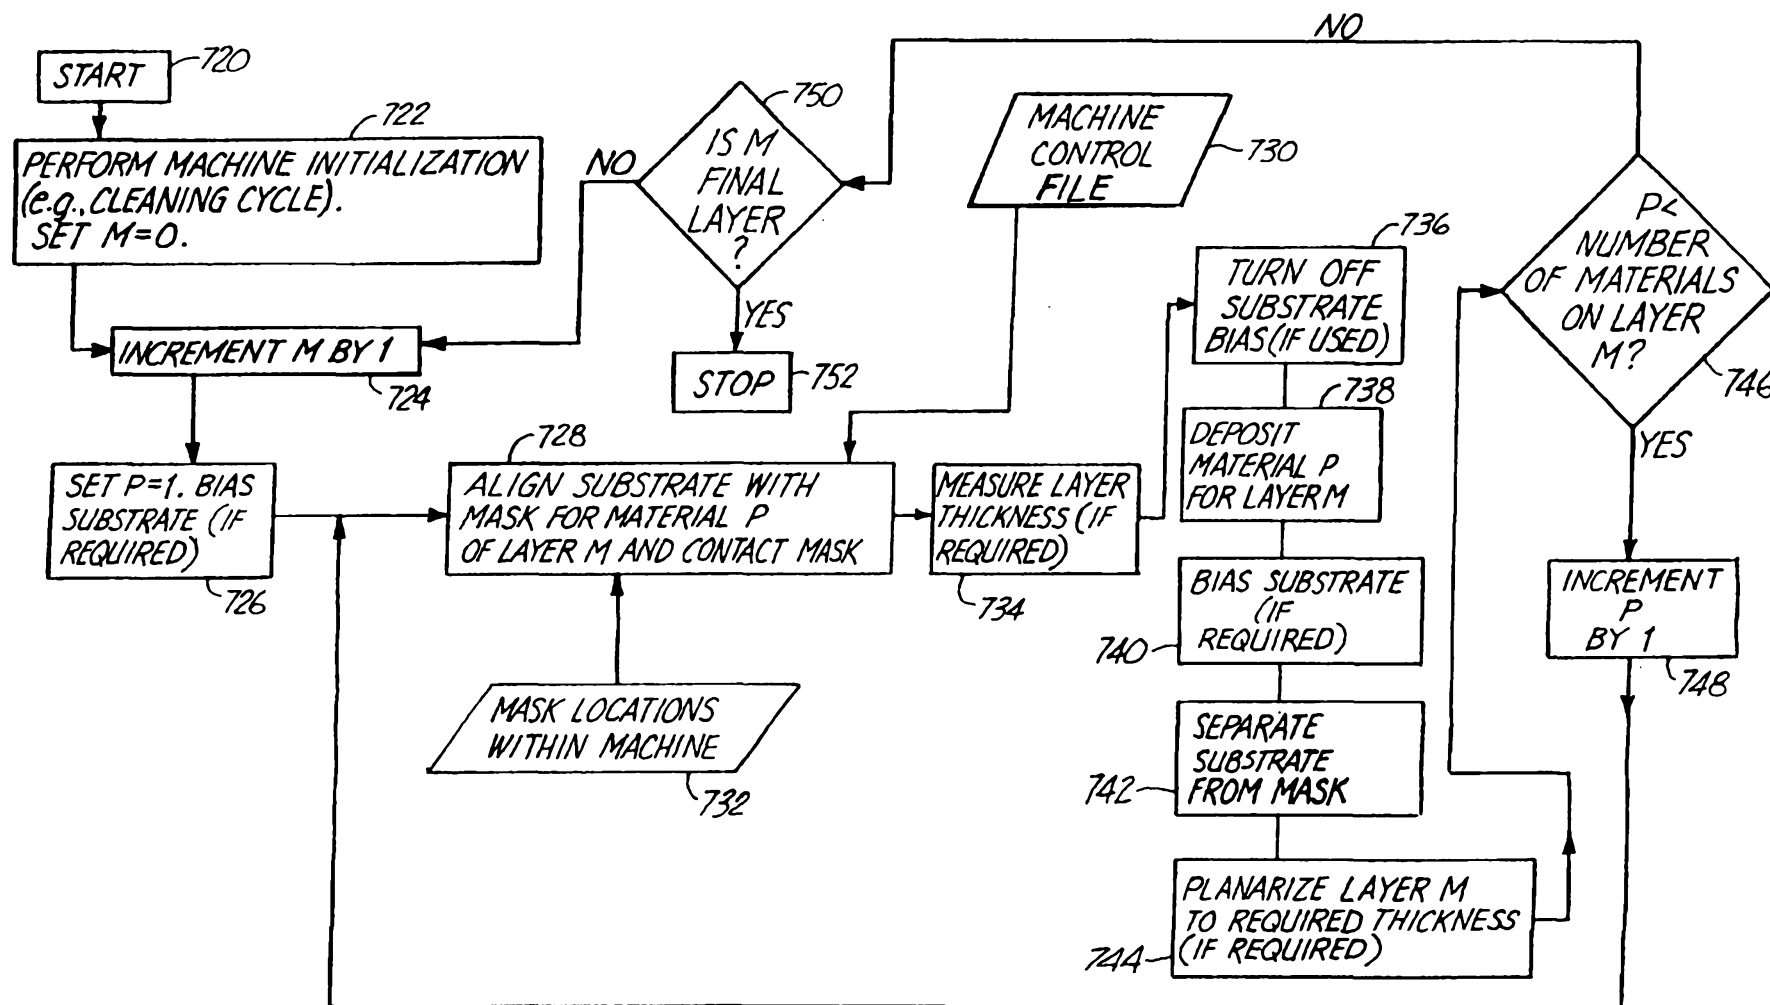 START
720
722
PERFORM MACHINE INITIALIZATION
(e.g., CLEANING CYCLE).
SET M=0.
INCREMENT M BY 1
724
SET P=1. BIAS
SUBSTRATE (IF
REQUIRED)
726
728
ALIGN SUBSTRATE WITH
MASK FOR MATERIAL P
OF LAYER M AND CONTACT MASK
MACHINE
CONTROL
FILE
730
MASK LOCATIONS
WITHIN MACHINE
732
MEASURE LAYER
THICKNESS (IF
REQUIRED)
734
736
TURN OFF
SUBSTRATE
BIAS (IF USED)
738
DEPOSIT
MATERIAL P
FOR LAYER M
BIAS SUBSTRATE
(IF
REQUIRED)
740
SEPARATE
SUBSTRATE
FROM MASK
742
PLANARIZE LAYER M
TO REQUIRED THICKNESS
(IF REQUIRED)
744
P<
NUMBER
OF MATERIALS
ON LAYER
M?
746
YES
INCREMENT
P
BY 1
748
NO
750
IS M
FINAL
LAYER
?
NO
YES
STOP
752